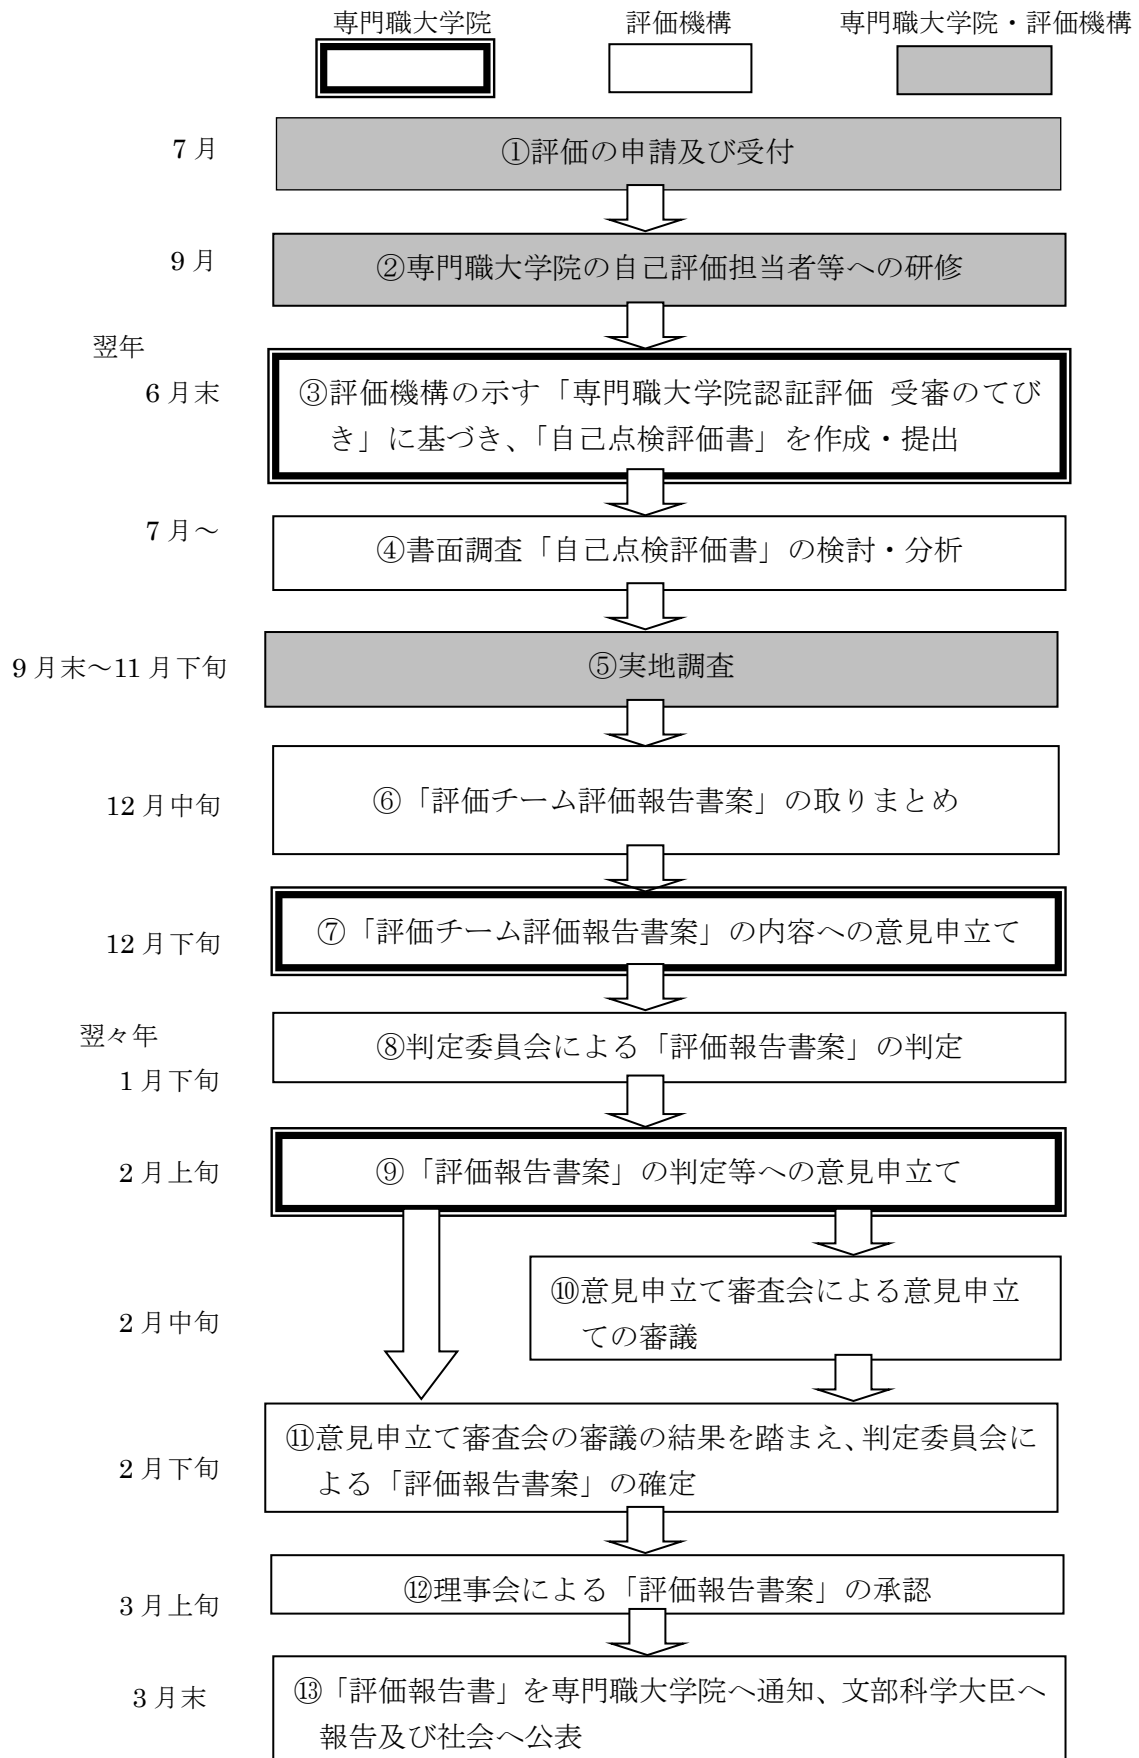 専門職大学院
評価機構
専門職大学院・評価機構
7月
①評価の申請及び受付
9月
②専門職大学院の自己評価担当者等への研修
翌年
6月末
③評価機構の示す「専門職大学院認証評価 受審のてび
き」に基づき、「自己点検評価書」を作成・提出
7月～
④書面調査「自己点検評価書」の検討・分析
9月末～11月下旬
⑤実地調査
12月中旬
⑥「評価チーム評価報告書案」の取りまとめ
12月下旬
⑦「評価チーム評価報告書案」の内容への意見申立て
翌々年
1月下旬
⑧判定委員会による「評価報告書案」の判定
2月上旬
⑨「評価報告書案」の判定等への意見申立て
2月中旬
⑩意見申立て審査会による意見申立
ての審議
2月下旬
⑪意見申立て審査会の審議の結果を踏まえ、判定委員会に
よる「評価報告書案」の確定
3月上旬
⑫理事会による「評価報告書案」の承認
3月末
⑬「評価報告書」を専門職大学院へ通知、文部科学大臣へ
報告及び社会へ公表